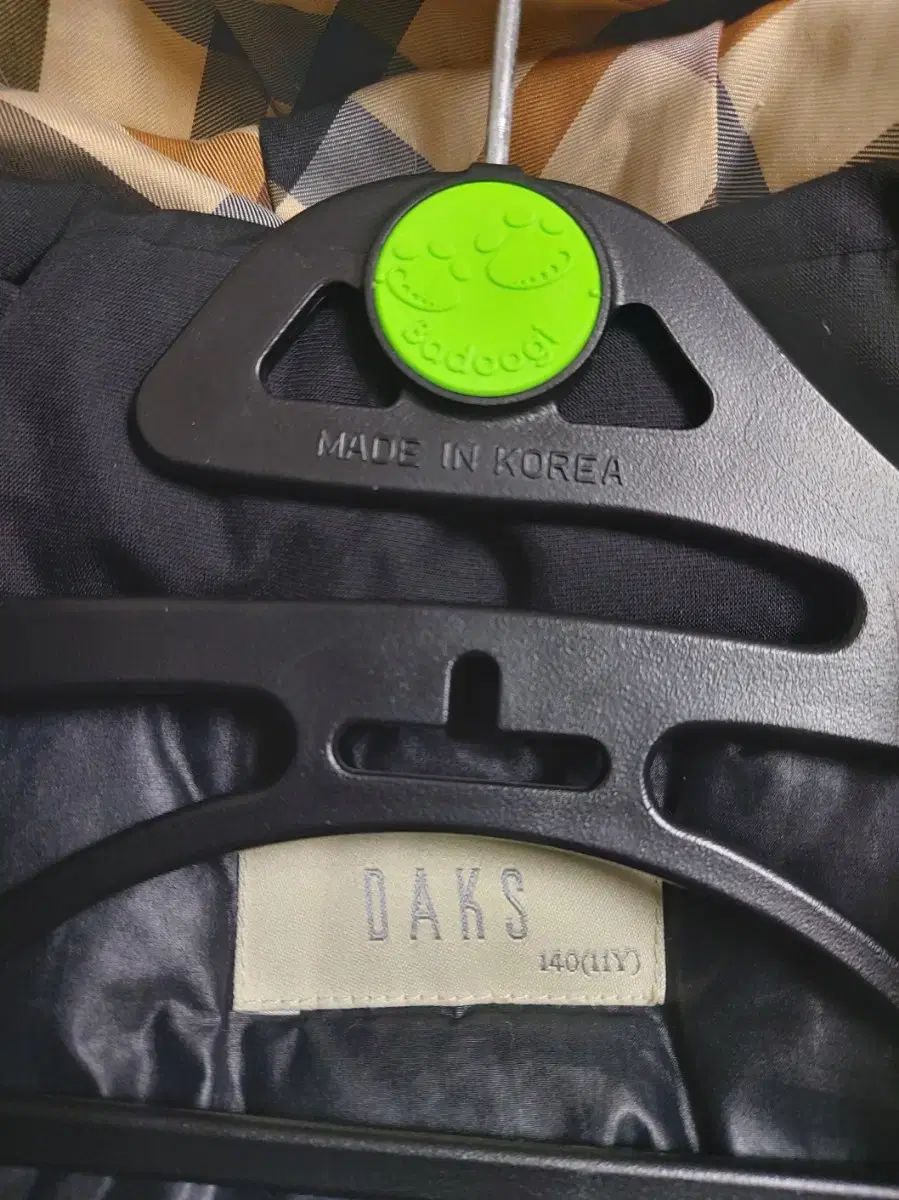 Badoogi
MADE IN KOREA
DAKS
140(11Y)